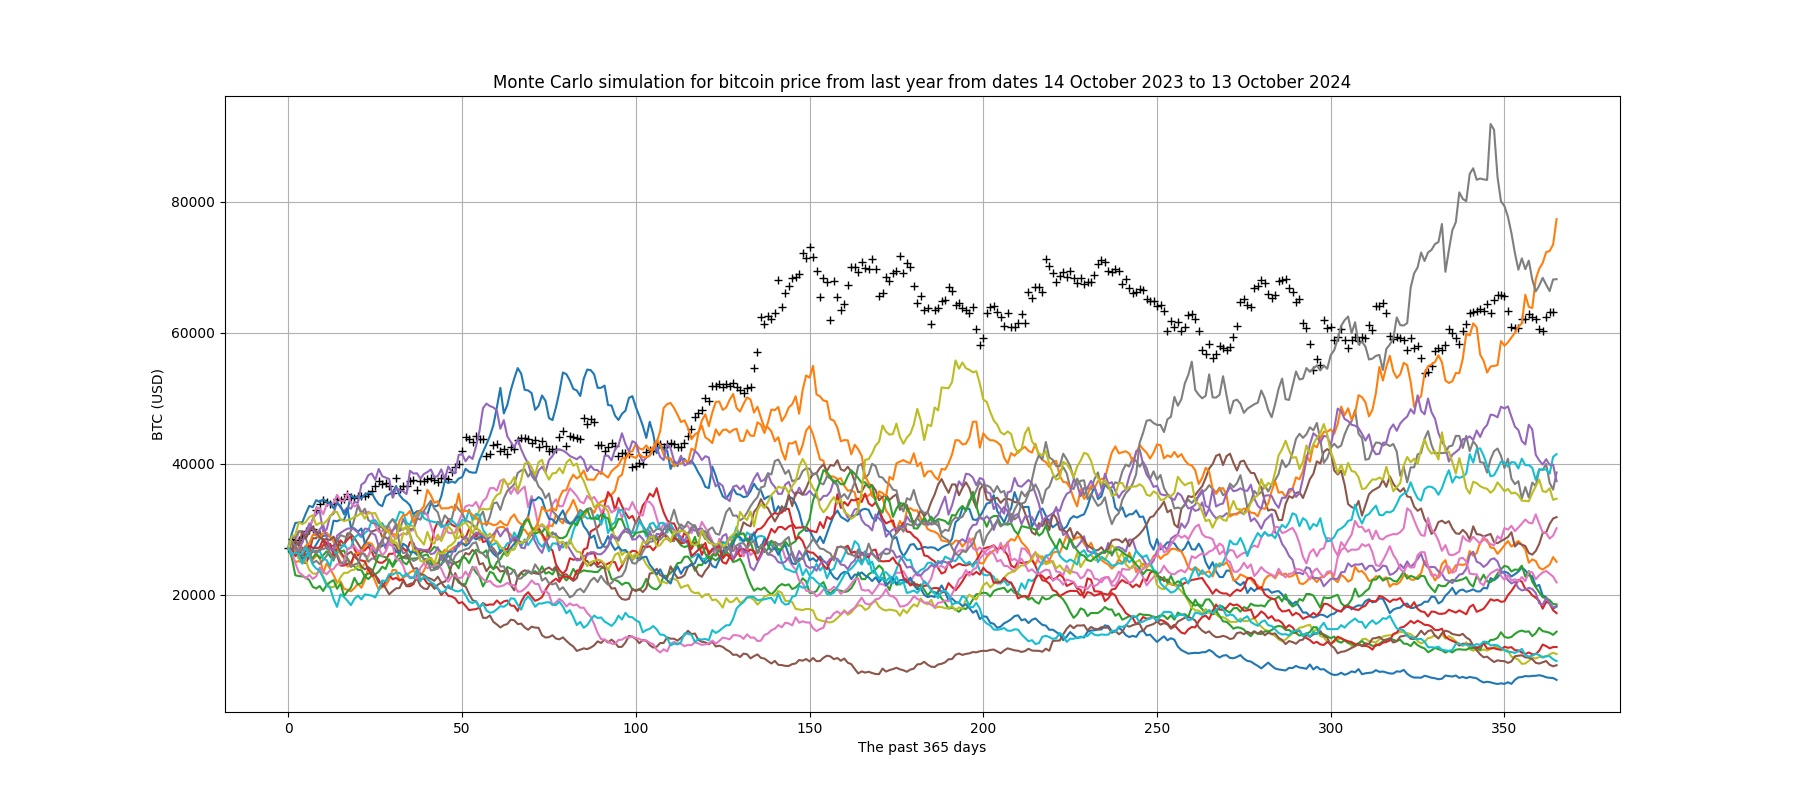 Monte Carlo simulation for bitcoin price from last year from dates 14 October 2023 to 13 October 2024
BTC (USD)
80000
60000
40000
20000
0 50 100 150 200 250 300 350
The past 365 days